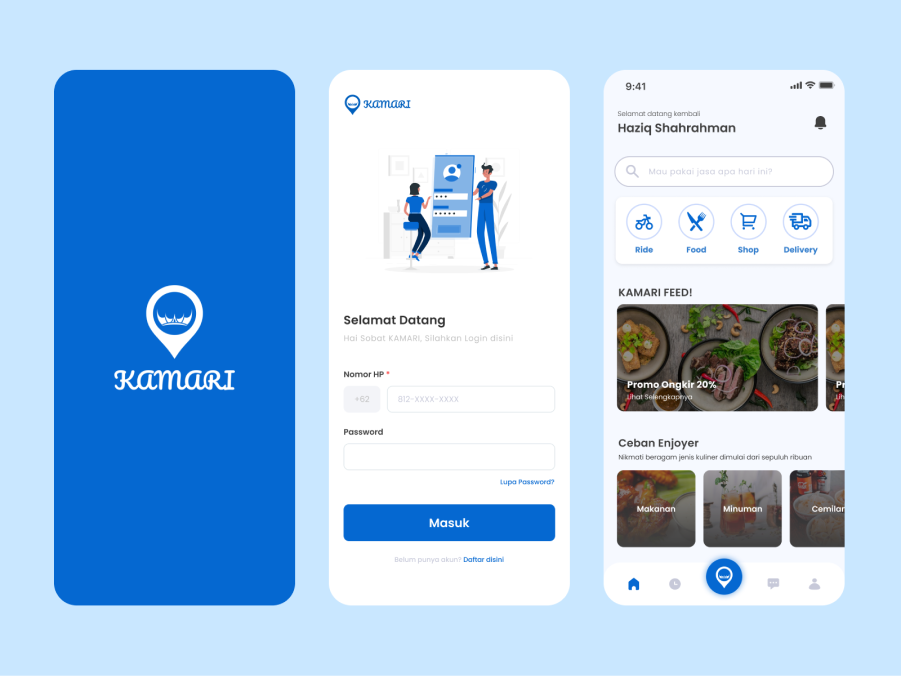 KAMARI
KAMARI
Selamat Datang
Hai Sobat KAMARI, Silahkan Login disini
Nomor HP *
+62
812-XXXX-XXXX
Password
Lupa Password?
Masuk
Belum punya akun? Daftar disini
9:41
Selamat datang kembali
Haziq Shahrahman
Mau pakai jasa apa hari ini?
Ride
Food
Shop
Delivery
KAMARI FEED!
Promo Ongkir 20%
Lihat Selengkapnya
Pr
Lih
Ceban Enjoyer
Nikmati beragam jenis kuliner dimulai dari sepuluh ribuan
Makanan
Minuman
Cemilan